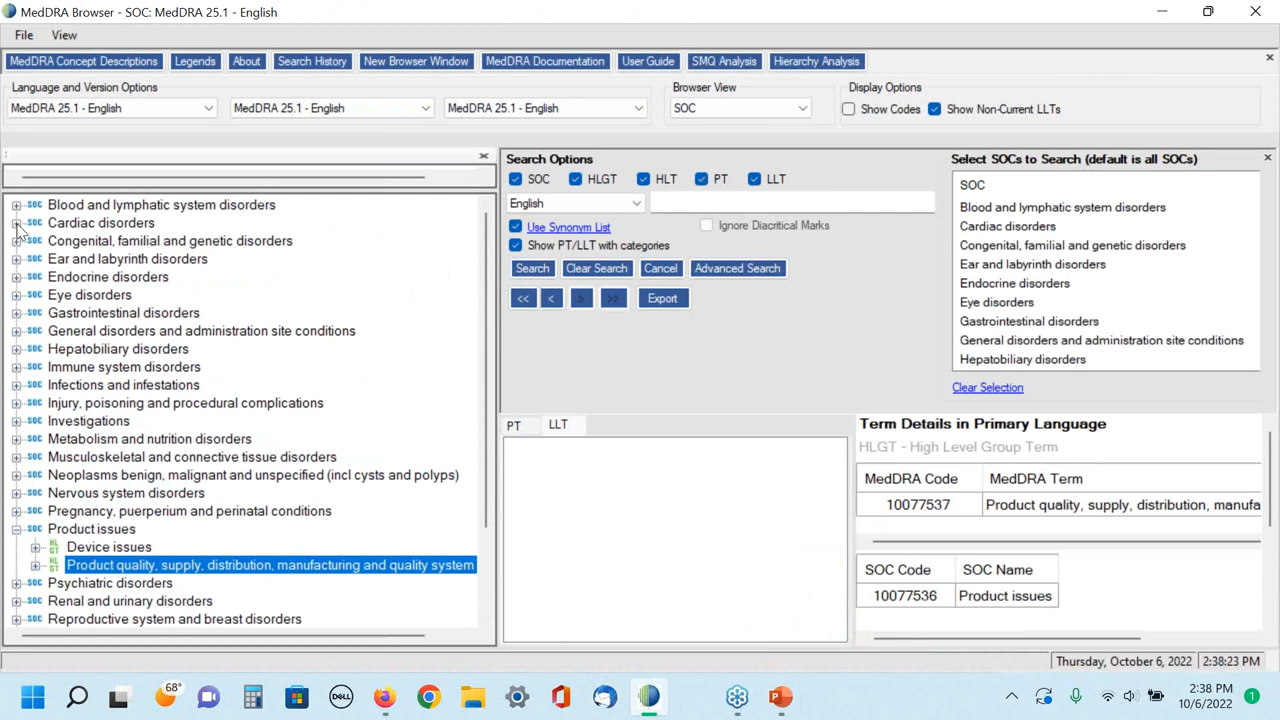 MedDRA Browser - SOC: MedDRA 25.1 - English
File View
MedDRA Concept Descriptions Legends About Search History New Browser Window MedDRA Documentation User Guide SMQ Analysis Hierarchy Analysis
Language and Version Options Browser View Display Options
MedDRA 25.1 - English MedDRA 25.1 - English MedDRA 25.1 - English SOC Show Codes Show Non-Current LLTs
SOC Blood and lymphatic system disorders
SOC Cardiac disorders
SOC Congenital, familial and genetic disorders
SOC Ear and labyrinth disorders
SOC Endocrine disorders
SOC Eye disorders
SOC Gastrointestinal disorders
SOC General disorders and administration site conditions
SOC Hepatobiliary disorders
SOC Immune system disorders
SOC Infections and infestations
SOC Injury, poisoning and procedural complications
SOC Investigations
SOC Metabolism and nutrition disorders
SOC Musculoskeletal and connective tissue disorders
SOC Neoplasms benign, malignant and unspecified (incl cysts and polyps)
SOC Nervous system disorders
SOC Pregnancy, puerperium and perinatal conditions
SOC Product issues
HLGT Device issues
HLGT Product quality, supply, distribution, manufacturing and quality system
SOC Psychiatric disorders
SOC Renal and urinary disorders
SOC Reproductive system and breast disorders
Search Options
SOC HLGT HLT PT LLT
English
Use Synonym List Ignore Diacritical Marks
Show PT/LLT with categories
Search Clear Search Cancel Advanced Search
<< < > >> Export
Select SOCs to Search (default is all SOCs)
SOC
Blood and lymphatic system disorders
Cardiac disorders
Congenital, familial and genetic disorders
Ear and labyrinth disorders
Endocrine disorders
Eye disorders
Gastrointestinal disorders
General disorders and administration site conditions
Hepatobiliary disorders
Clear Selection
PT LLT
Term Details in Primary Language
HLGT - High Level Group Term
MedDRA Code MedDRA Term
10077537 Product quality, supply, distribution, manufa
SOC Code SOC Name
10077536 Product issues
Thursday, October 6, 2022 2:38:23 PM
68°
DELL
2:38 PM
10/6/2022
1